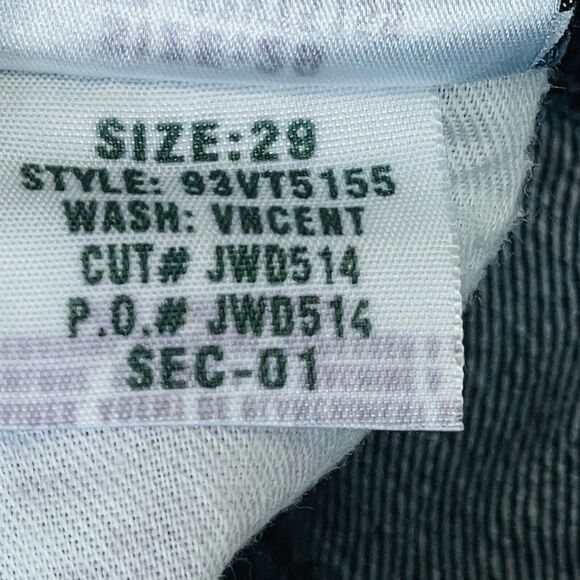 SIZE:29
STYLE: 93VT5155
WASH: VNCENT
CUT# JWD514
P.O.# JWD514
SEC-01